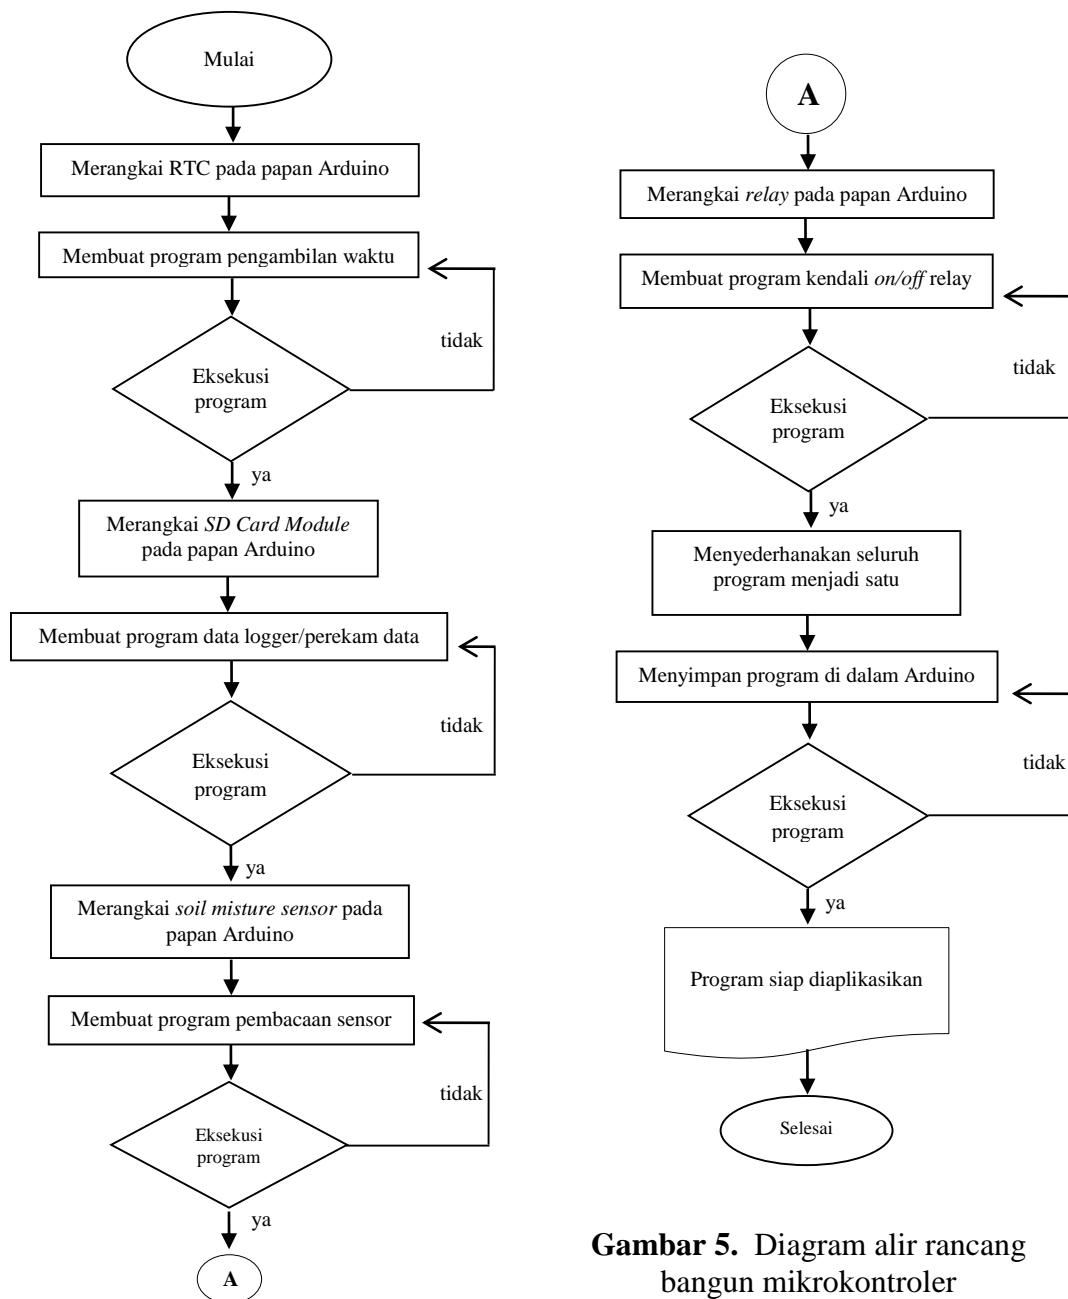 Mulai
Merangkai RTC pada papan Arduino
Membuat program pengambilan waktu
tidak
Eksekusi
program
ya
Merangkai SD Card Module
pada papan Arduino
Membuat program data logger/perekam data
tidak
Eksekusi
program
ya
Merangkai soil misture sensor pada
papan Arduino
Membuat program pembacaan sensor
tidak
Eksekusi
program
ya
A
A
Merangkai relay pada papan Arduino
Membuat program kendali on/off relay
tidak
Eksekusi
program
ya
Menyederhanakan seluruh
program menjadi satu
Menyimpan program di dalam Arduino
tidak
Eksekusi
program
ya
Program siap diaplikasikan
Selesai
Gambar 5. Diagram alir rancang
bangun mikrokontroler